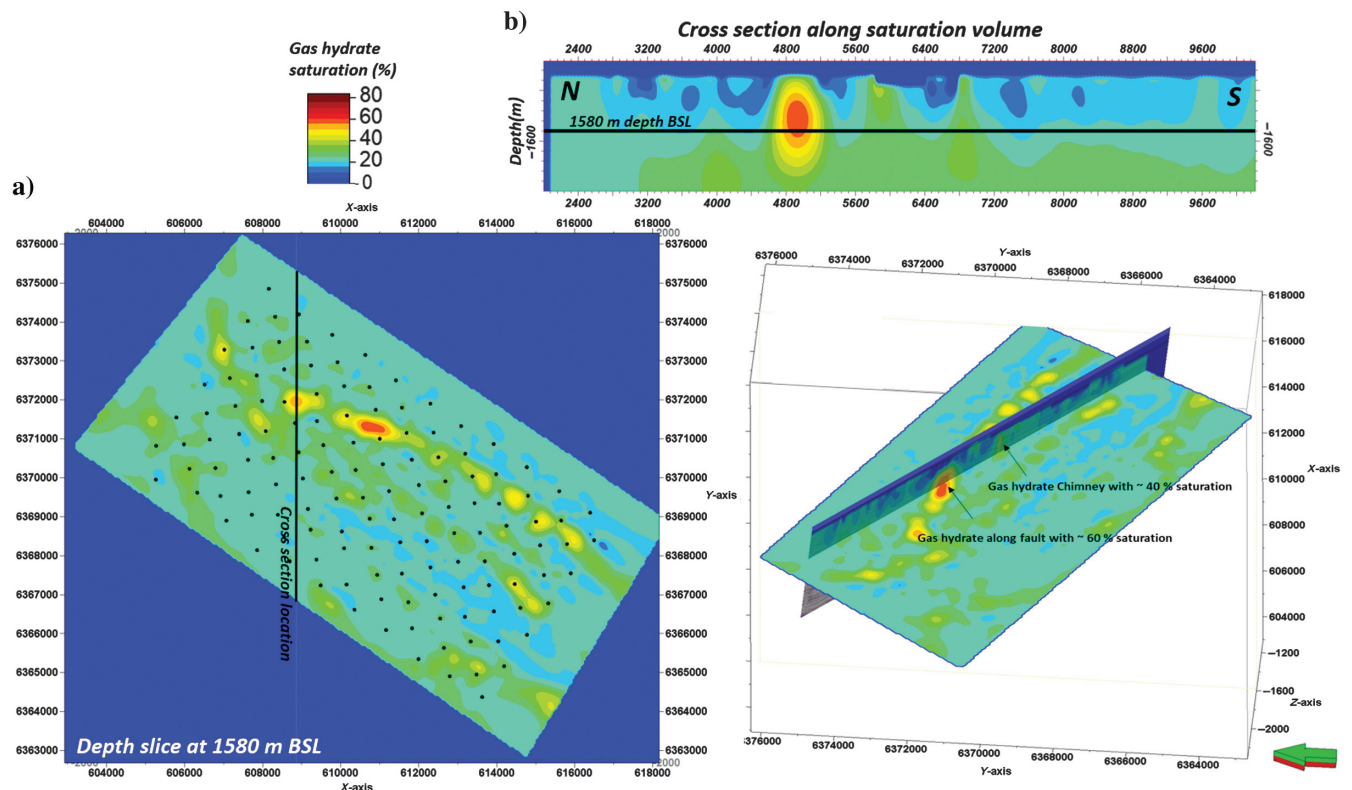 b)
Cross section along saturation volume
Gas hydrate
saturation (%)
80
60
40
20
0
2400 3200 4000 4800 5600 6400 7200 8000 8800 9600
N
S
1580 m depth BSL
Depth(m)
−1600
−1600
4000 4800 5600 6400 7200 8000 8800 9600
a)
X-axis
604000 606000 608000 610000 612000 614000 616000 618000
6376000
6375000
6374000
6373000
6372000
6371000
6370000
6369000
6368000
6367000
6366000
6365000
6364000
6363000
6376000
6375000
6374000
6373000
6372000
6371000
6370000
6369000
6368000
6367000
6366000
6365000
6364000
6363000
Y-axis
Cross section location
Depth slice at 1580 m BSL
604000 606000 608000 610000 612000 614000 616000 618000
X-axis
Y-axis
6376000 6374000 6372000 6370000 6368000 6366000 6364000
618000
616000
614000
612000
X-axis
610000
608000
606000
604000
−1200
−1600
Z-axis
−2000
Gas hydrate Chimney with ~ 40 % saturation
Gas hydrate along fault with ~ 60 % saturation
6376000 6374000 6372000 6370000 6368000 6366000 6364000
Y-axis